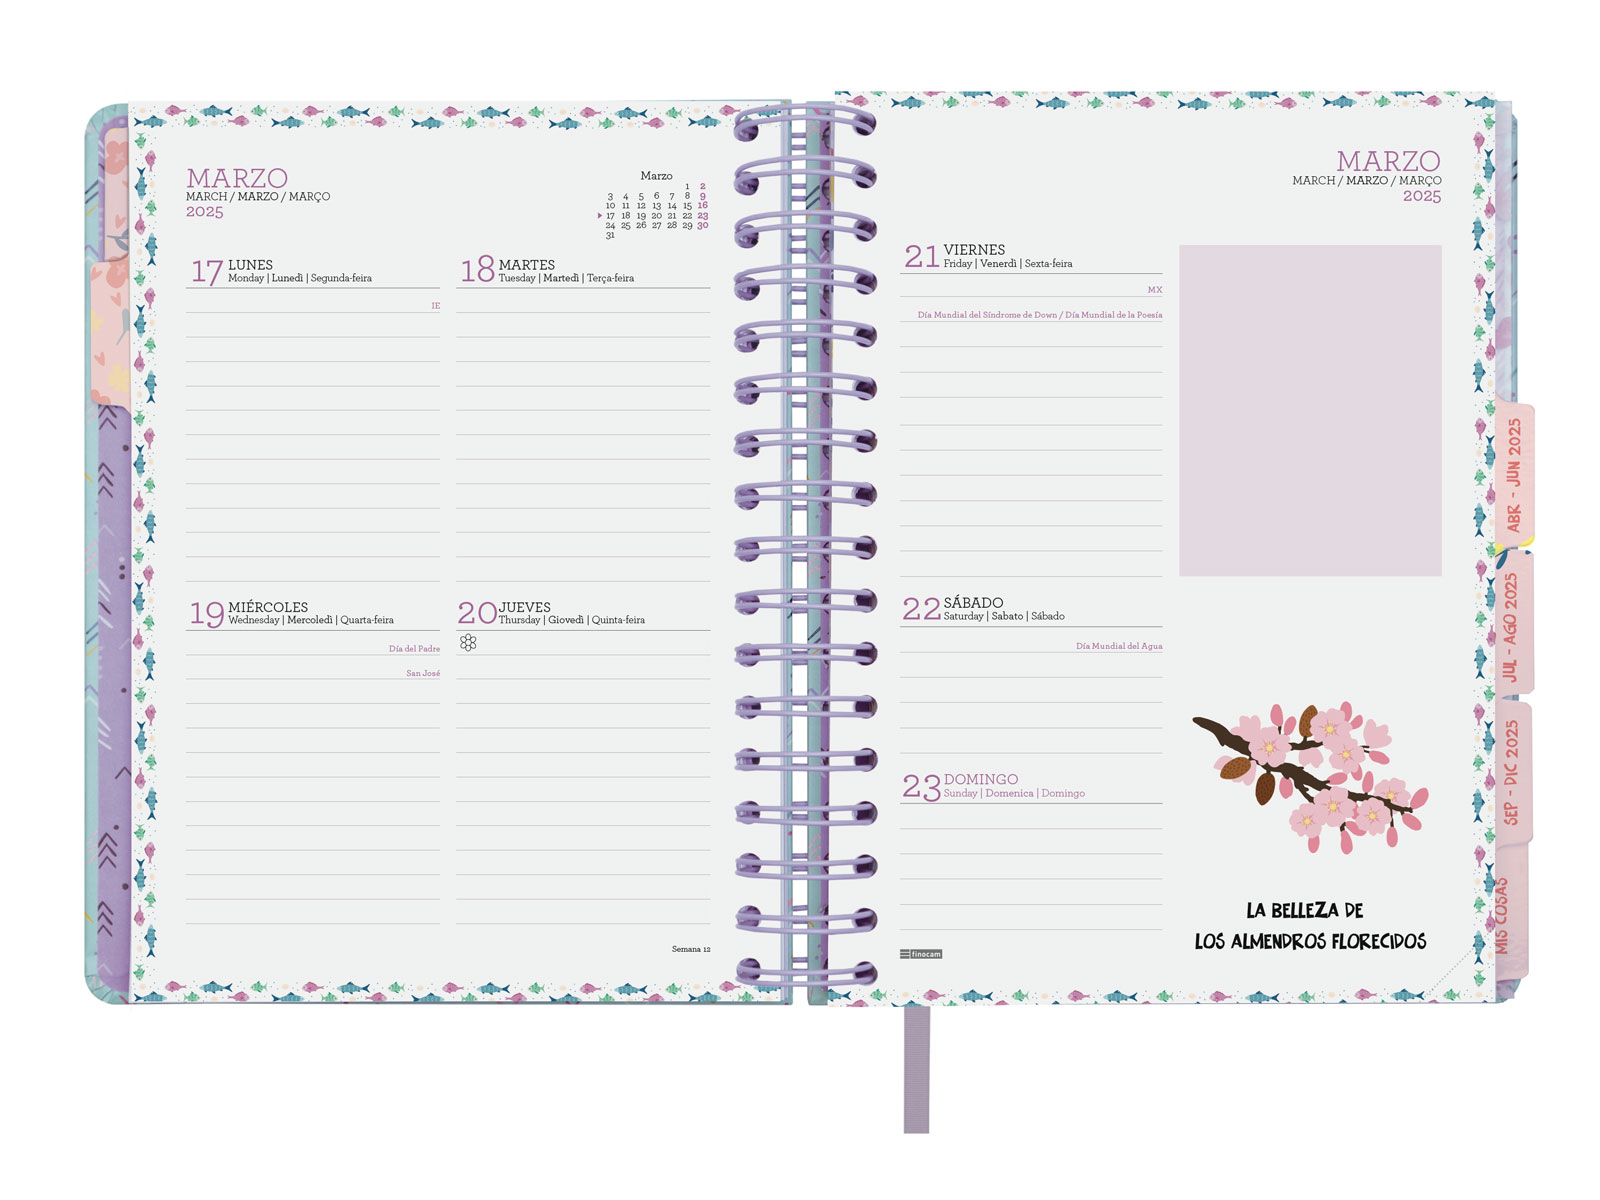 MARZO
MARCH / MARZO / MARÇO
2025
Marzo
1 2
3 4 5 6 7 8 9
10 11 12 13 14 15 16
17 18 19 20 21 22 23
24 25 26 27 28 29 30
31
17 LUNES
Monday | Lunedì | Segunda-feira
IE
18 MARTES
Tuesday | Martedì | Terça-feira
19 MIÉRCOLES
Wednesday | Mercoledì | Quarta-feira
Día del Padre
San José
20 JUEVES
Thursday | Giovedì | Quinta-feira
Semana 12
MARZO
MARCH / MARZO / MARÇO
2025
21 VIERNES
Friday | Venerdì | Sexta-feira
MX
Día Mundial del Síndrome de Down / Día Mundial de la Poesía
22 SÁBADO
Saturday | Sabato | Sábado
Día Mundial del Agua
23 DOMINGO
Sunday | Domenica | Domingo
finocam
LA BELLEZA DE
LOS ALMENDROS FLORECIDOS
ABR - JUN 2025
JUL - AGO 2025
SEP - DIC 2025
MIS COSAS